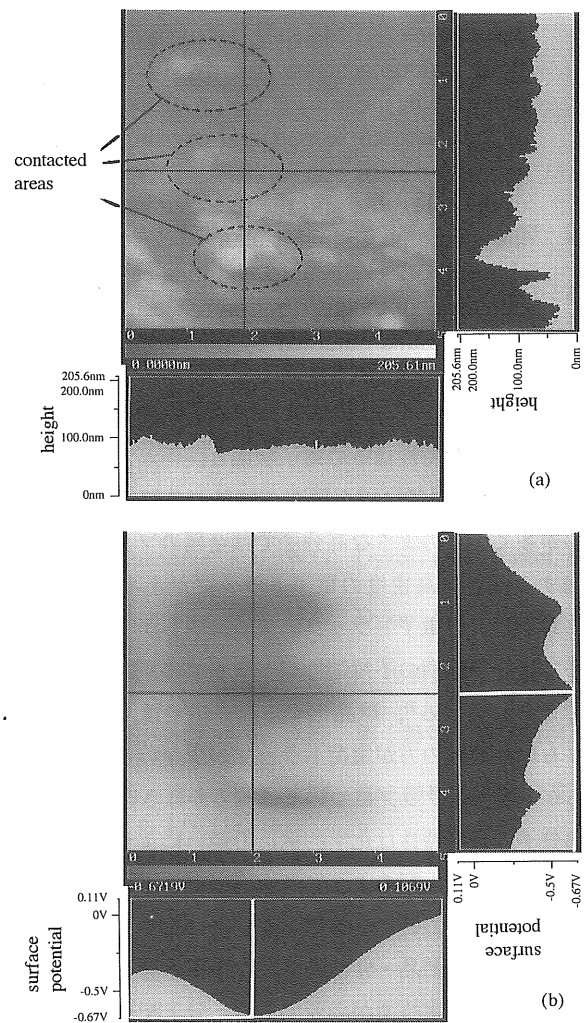 contacted
areas
0
1
2
3
4
5
0
1
2
3
4
5
0.0000nm 205.61nm
205.6nm
200.0nm
100.0nm
0nm
height
205.6nm
200.0nm
100.0nm
0nm
height
(a)
0
1
2
3
4
5
0
1
2
3
4
5
-0.6719V 0.1069V
0.11V
0V
-0.5V
-0.67V
surface
potential
0.11V
0V
-0.5V
-0.67V
surface
potential
(b)